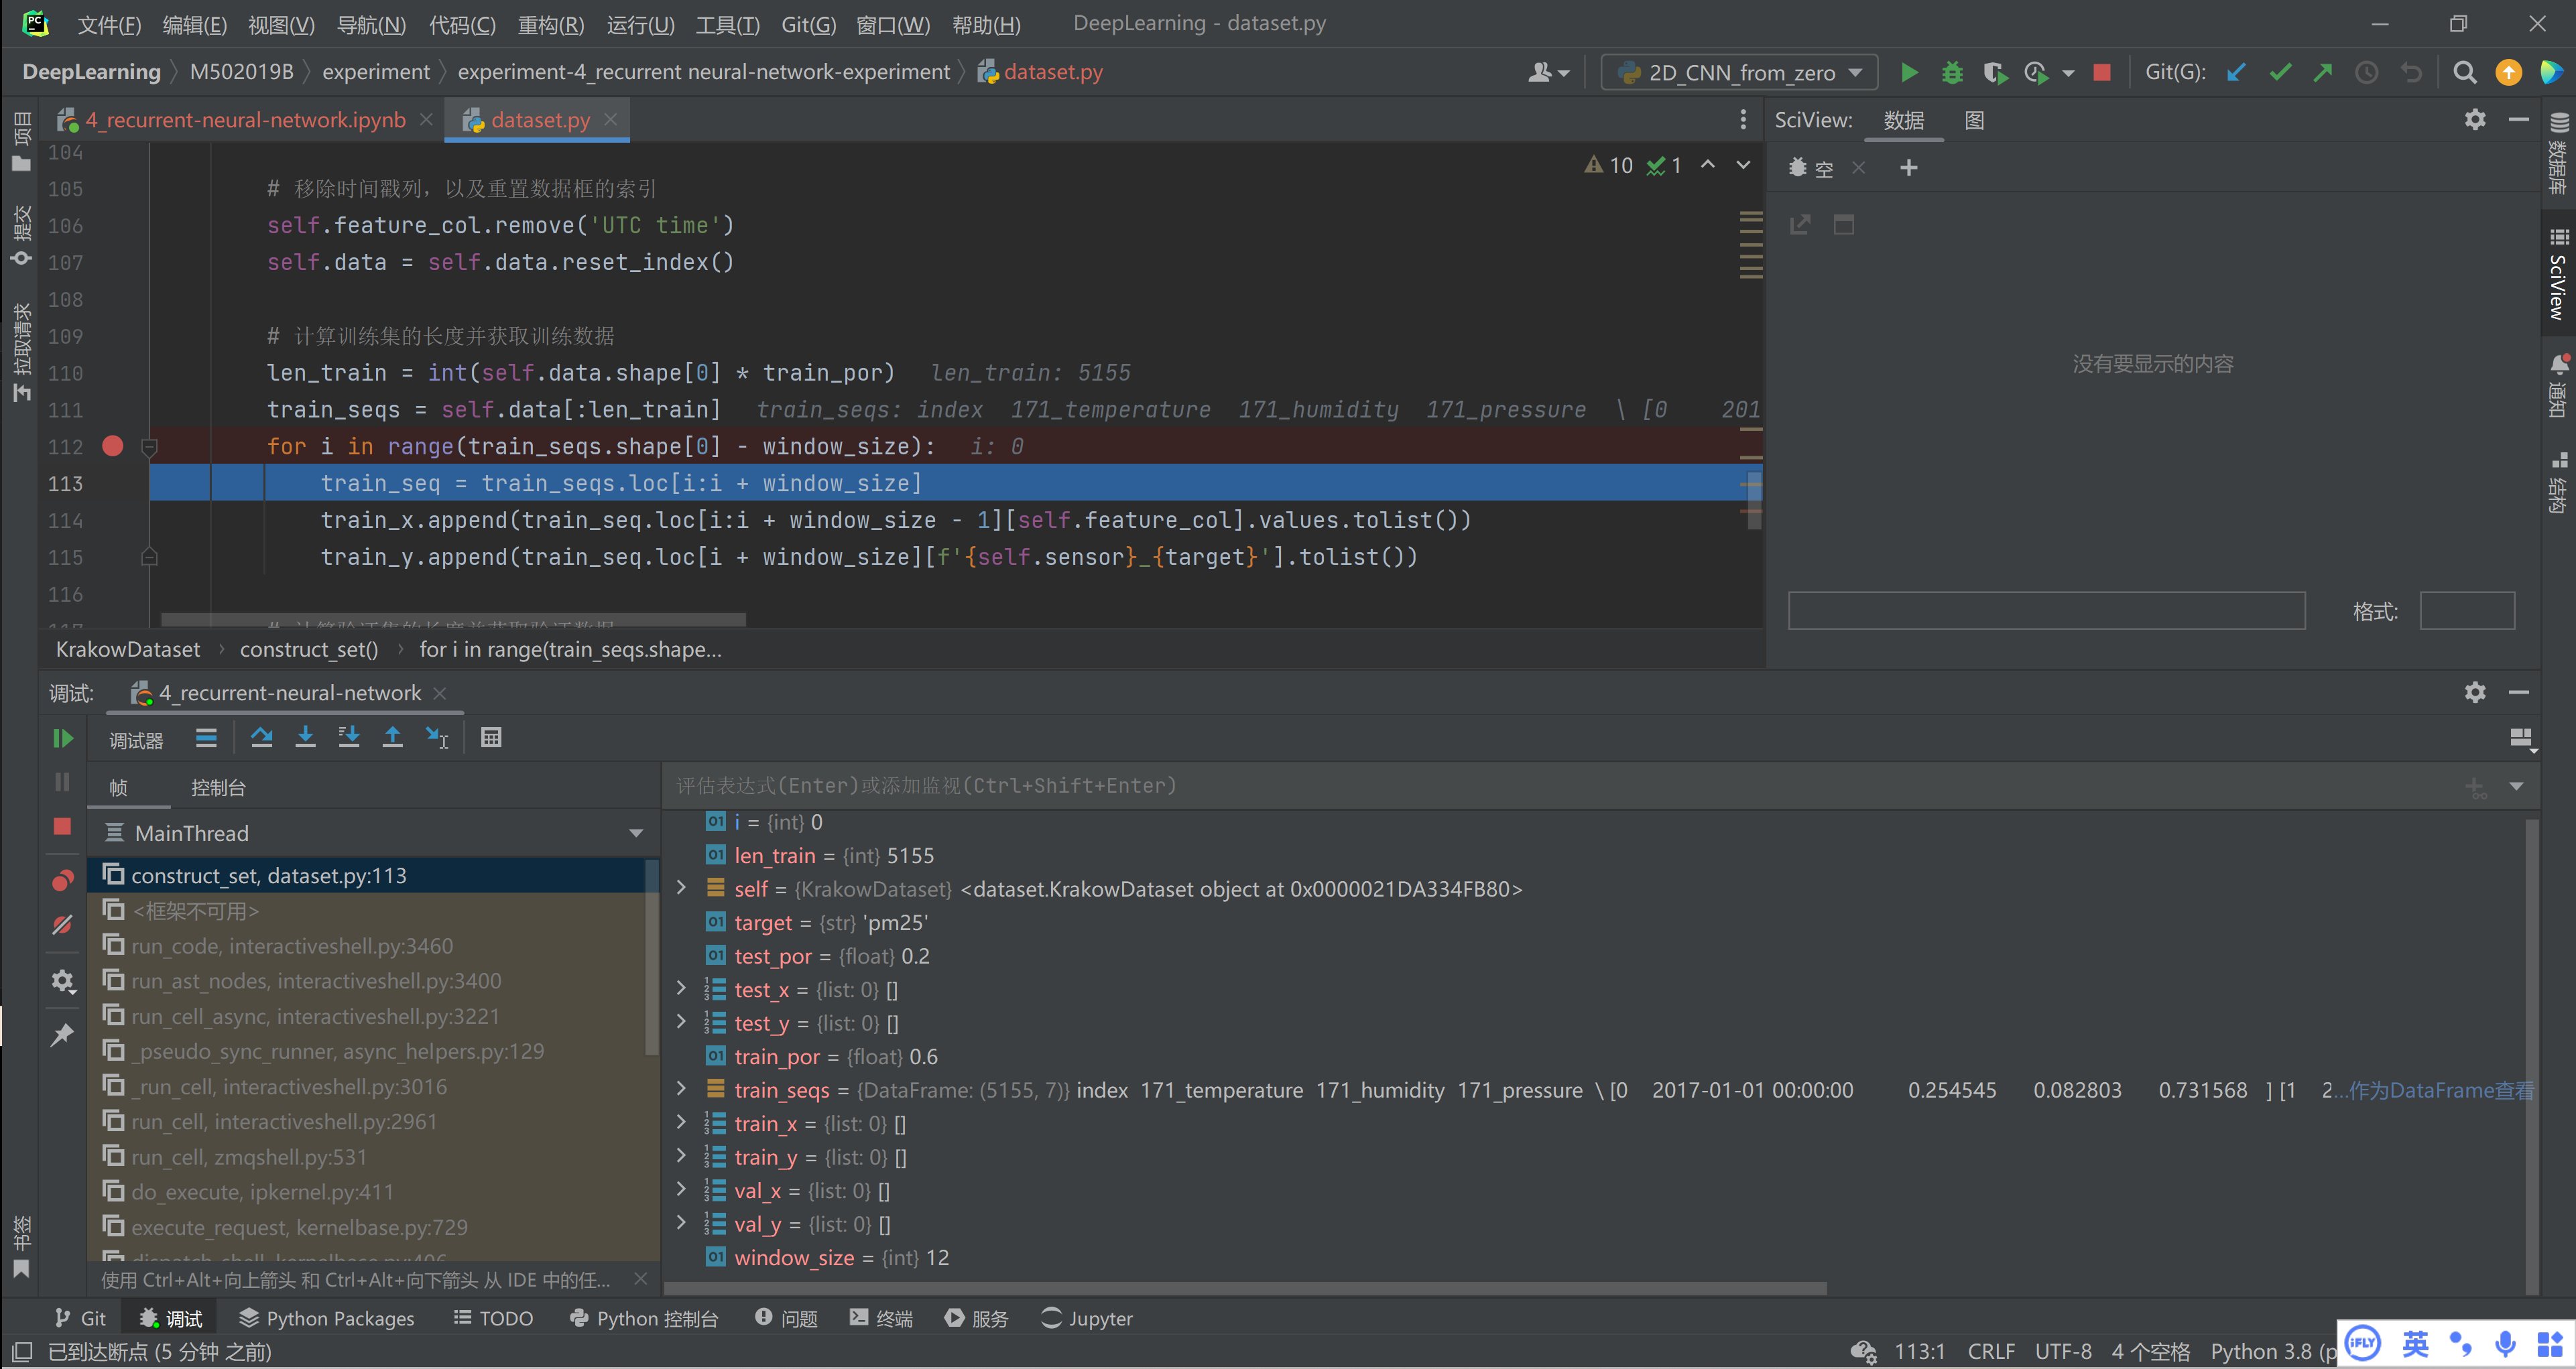 文件(F) 编辑(E) 视图(V) 导航(N) 代码(C) 重构(R) 运行(U) 工具(T) Git(G) 窗口(W) 帮助(H) DeepLearning - dataset.py
DeepLearning M502019B experiment experiment-4_recurrent neural-network-experiment dataset.py 2D_CNN_from_zero Git(G):
4_recurrent-neural-network.ipynb dataset.py
SciView: 数据 图
空
10 1
104
105 # 移除时间戳列，以及重置数据框的索引
106 self.feature_col.remove('UTC time')
107 self.data = self.data.reset_index()
108
109 # 计算训练集的长度并获取训练数据
110 len_train = int(self.data.shape[0] * train_por) len_train: 5155
111 train_seqs = self.data[:len_train] train_seqs: index 171_temperature 171_humidity 171_pressure \ [0 201
112 for i in range(train_seqs.shape[0] - window_size): i: 0
113 train_seq = train_seqs.loc[i:i + window_size]
114 train_x.append(train_seq.loc[i:i + window_size - 1][self.feature_col].values.tolist())
115 train_y.append(train_seq.loc[i + window_size][f'{self.sensor}_{target}'].tolist())
116
117 # 计算验证集的长度并获取验证数据
没有要显示的内容
格式:
KrakowDataset construct_set() for i in range(train_seqs.shape...
项目
提交
拉取请求
书签
数据库
SciView
通知
结构
调试: 4_recurrent-neural-network
调试器
帧 控制台
MainThread
construct_set, dataset.py:113
<框架不可用>
run_code, interactiveshell.py:3460
run_ast_nodes, interactiveshell.py:3400
run_cell_async, interactiveshell.py:3221
_pseudo_sync_runner, async_helpers.py:129
_run_cell, interactiveshell.py:3016
run_cell, interactiveshell.py:2961
run_cell, zmqshell.py:531
do_execute, ipkernel.py:411
execute_request, kernelbase.py:729
dispatch_shell, kernelbase.py:406
使用 Ctrl+Alt+向上箭头 和 Ctrl+Alt+向下箭头 从 IDE 中的任...
评估表达式(Enter)或添加监视(Ctrl+Shift+Enter)
i = {int} 0
len_train = {int} 5155
self = {KrakowDataset} <dataset.KrakowDataset object at 0x0000021DA334FB80>
target = {str} 'pm25'
test_por = {float} 0.2
test_x = {list: 0} []
test_y = {list: 0} []
train_por = {float} 0.6
train_seqs = {DataFrame: (5155, 7)} index 171_temperature 171_humidity 171_pressure \ [0 2017-01-01 00:00:00 0.254545 0.082803 0.731568 ] [1 2...作为DataFrame查看
train_x = {list: 0} []
train_y = {list: 0} []
val_x = {list: 0} []
val_y = {list: 0} []
window_size = {int} 12
Git 调试 Python Packages TODO Python 控制台 问题 终端 服务 Jupyter
已到达断点 (5 分钟 之前) 113:1 CRLF UTF-8 4 个空格 Python 3.8 (p
iFLY 英